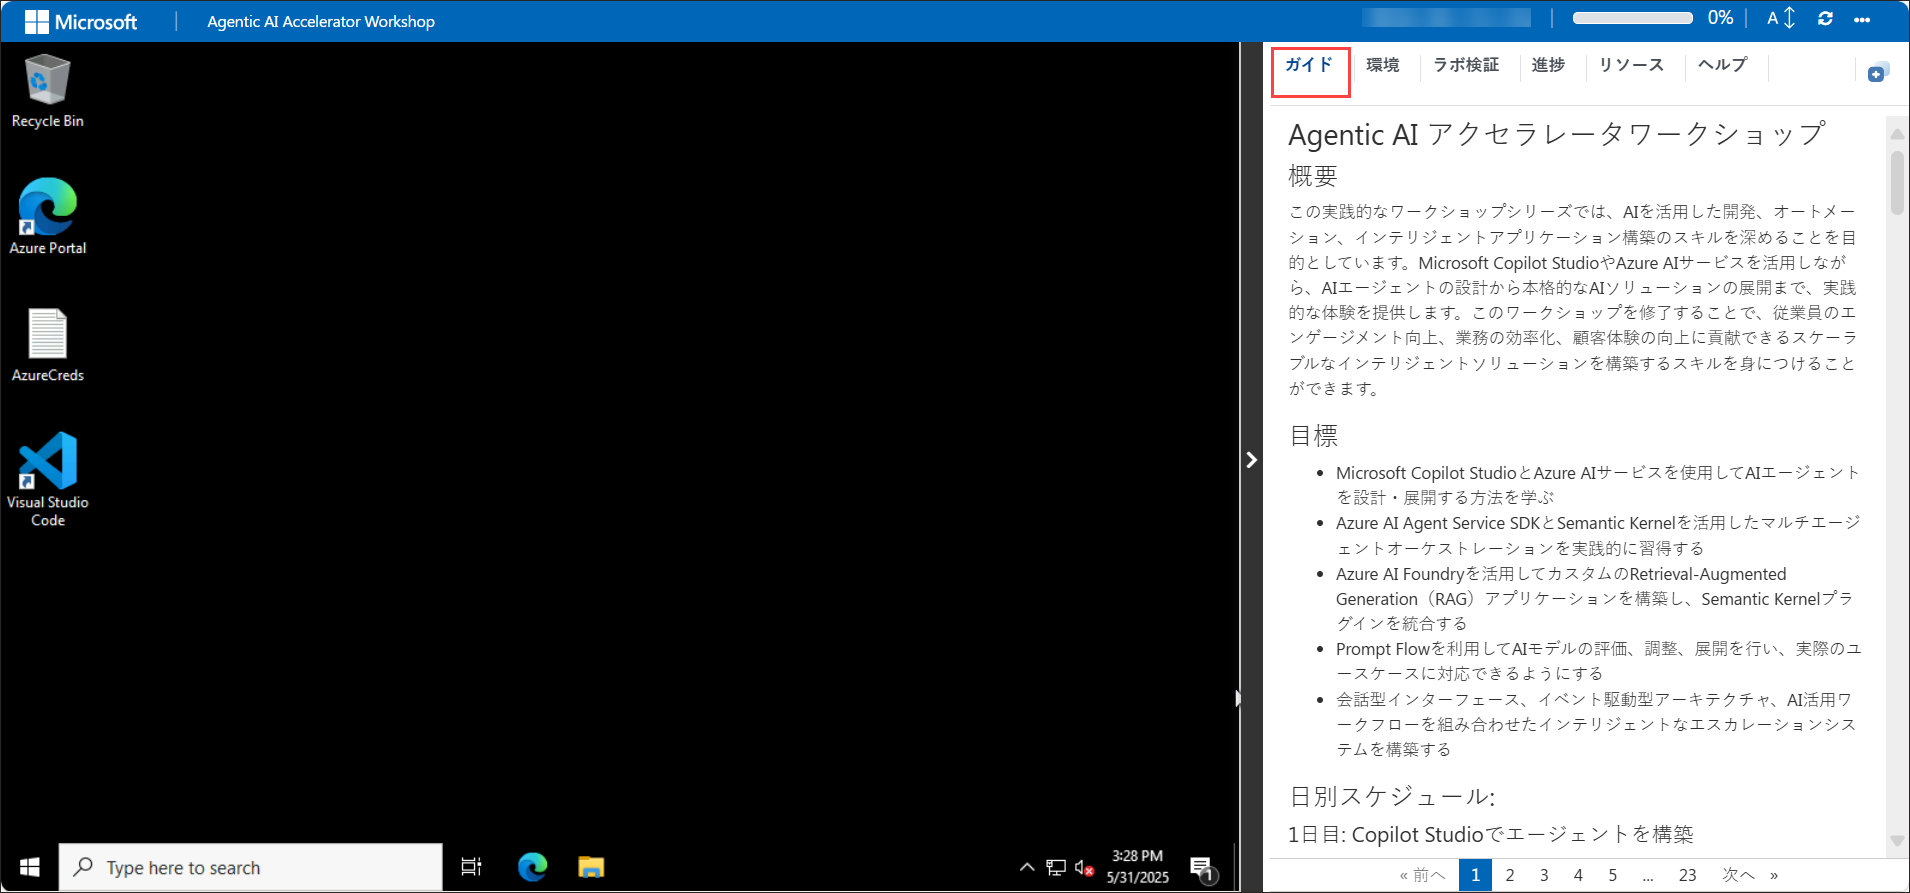 Microsoft
Agentic AI Accelerator Workshop
0%
A
Recycle Bin
Azure Portal
AzureCreds
Visual Studio
Code
Type here to search
3:28 PM
5/31/2025
1
ガイド
環境
ラボ検証
進捗
リソース
ヘルプ
Agentic AI アクセラレータワークショップ
概要
この実践的なワークショップシリーズでは、AIを活用した開発、オートメー
ション、インテリジェントアプリケーション構築のスキルを深めることを目
的としています。Microsoft Copilot StudioやAzure AIサービスを活用しなが
ら、AIエージェントの設計から本格的なAIソリューションの展開まで、実践
的な体験を提供します。このワークショップを修了することで、従業員のエ
ンゲージメント向上、業務の効率化、顧客体験の向上に貢献できるスケーラ
ブルなインテリジェントソリューションを構築するスキルを身につけること
ができます。
目標
• Microsoft Copilot StudioとAzure AIサービスを使用してAIエージェント
を設計・展開する方法を学ぶ
• Azure AI Agent Service SDKとSemantic Kernelを活用したマルチエージ
ェントオーケストレーションを実践的に習得する
• Azure AI Foundryを活用してカスタムのRetrieval-Augmented
Generation（RAG）アプリケーションを構築し、Semantic Kernelプラ
グインを統合する
• Prompt Flowを利用してAIモデルの評価、調整、展開を行い、実際のユ
ースケースに対応できるようにする
• 会話型インターフェース、イベント駆動型アーキテクチャ、AI活用ワ
ークフローを組み合わせたインテリジェントなエスカレーションシス
テムを構築する
日別スケジュール:
1日目: Copilot Studioでエージェントを構築
« 前へ 1 2 3 4 5 ... 23 次へ »